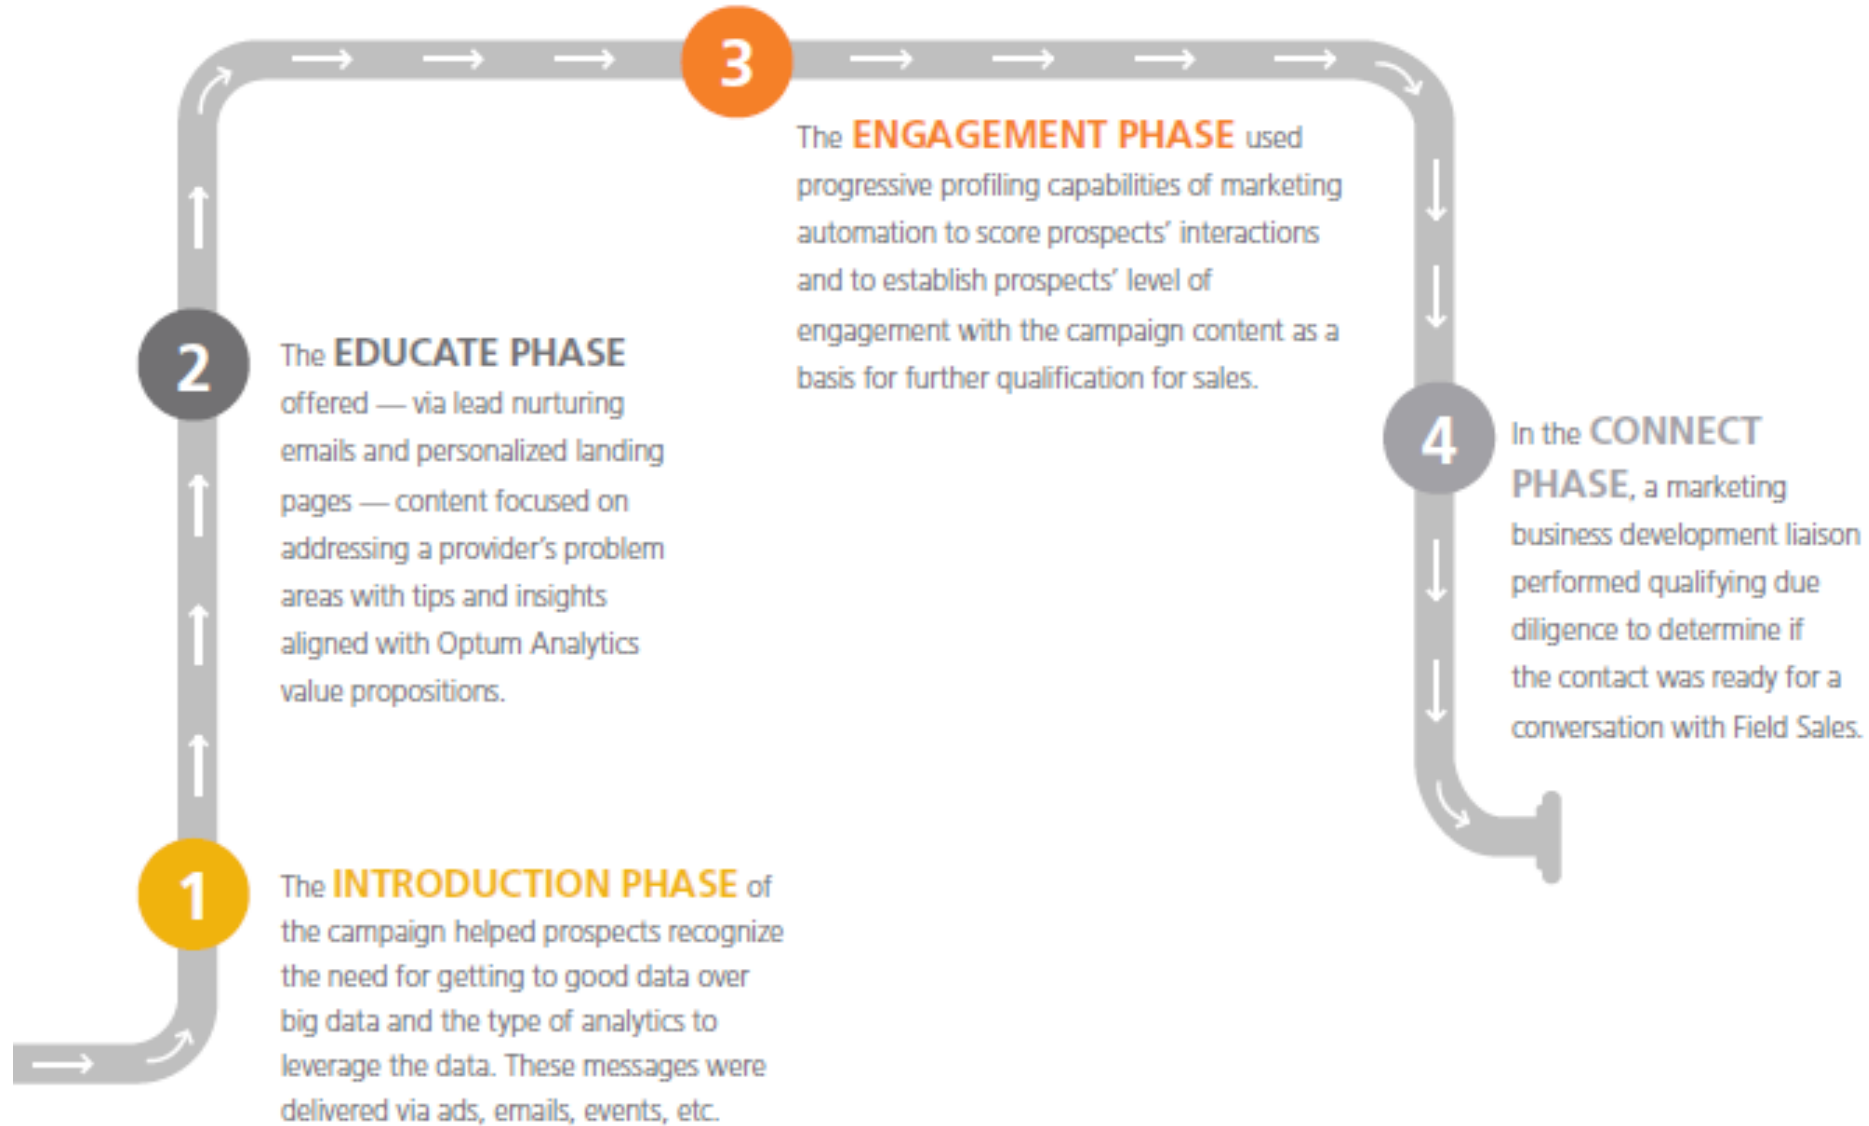 3
The ENGAGEMENT PHASE used
progressive profiling capabilities of marketing
automation to score prospects' interactions
and to establish prospects' level of
engagement with the campaign content as a
basis for further qualification for sales.
2
The EDUCATE PHASE
offered — via lead nurturing
emails and personalized landing
pages — content focused on
addressing a provider's problem
areas with tips and insights
aligned with Optum Analytics
value propositions.
4
In the CONNECT
PHASE, a marketing
business development liaison
performed qualifying due
diligence to determine if
the contact was ready for a
conversation with Field Sales.
1
The INTRODUCTION PHASE of
the campaign helped prospects recognize
the need for getting to good data over
big data and the type of analytics to
leverage the data. These messages were
delivered via ads, emails, events, etc.